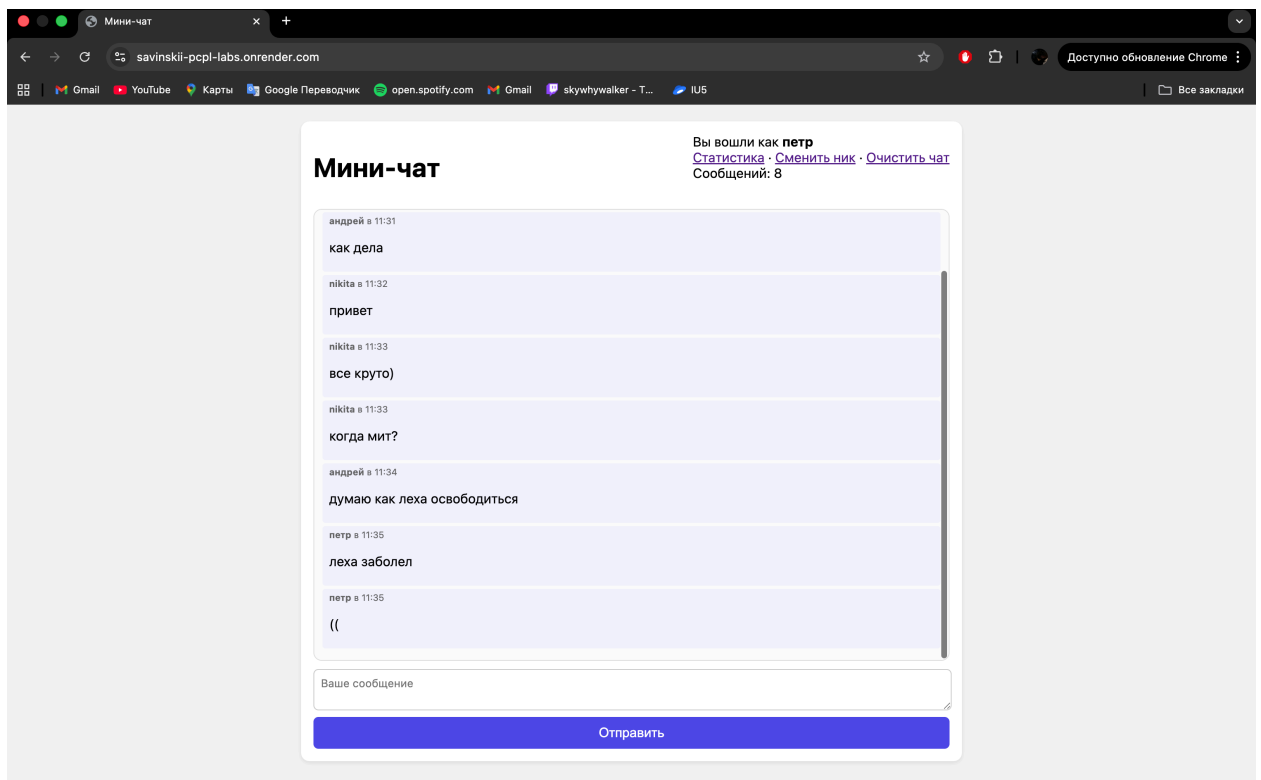 Мини-чат
savinskii-pcpl-labs.onrender.com
Доступно обновление Chrome
Gmail YouTube Карты Google Переводчик open.spotify.com Gmail skywhywalker - T... IU5 Все закладки
Мини-чат
Вы вошли как петр
Статистика · Сменить ник · Очистить чат
Сообщений: 8
андрей в 11:31
как дела
nikita в 11:32
привет
nikita в 11:33
все круто)
nikita в 11:33
когда мит?
андрей в 11:34
думаю как леха освободиться
петр в 11:35
леха заболел
петр в 11:35
((
Ваше сообщение
Отправить